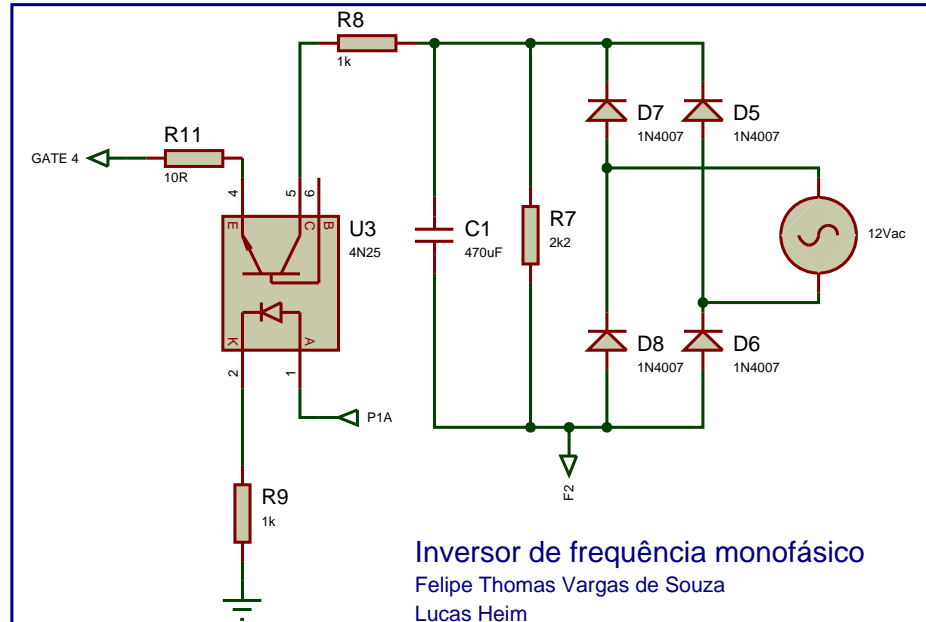 R8
1k
R11
10R
GATE 4
4
5
6
E
C
B
U3
4N25
K
A
2
1
P1A
R9
1k
C1
470uF
R7
2k2
D7
1N4007
D5
1N4007
12Vac
D8
1N4007
D6
1N4007
F2
Inversor de frequência monofásico
Felipe Thomas Vargas de Souza
Lucas Heim